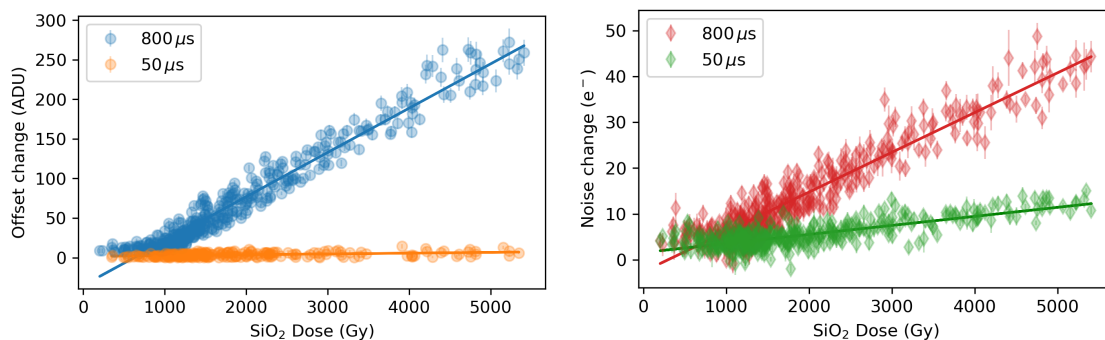 300
250
200
150
100
50
0
Offset change (ADU)
800 μs
50 μs
0 1000 2000 3000 4000 5000
SiO₂ Dose (Gy)
50
40
30
20
10
0
Noise change (e⁻)
800 μs
50 μs
0 1000 2000 3000 4000 5000
SiO₂ Dose (Gy)